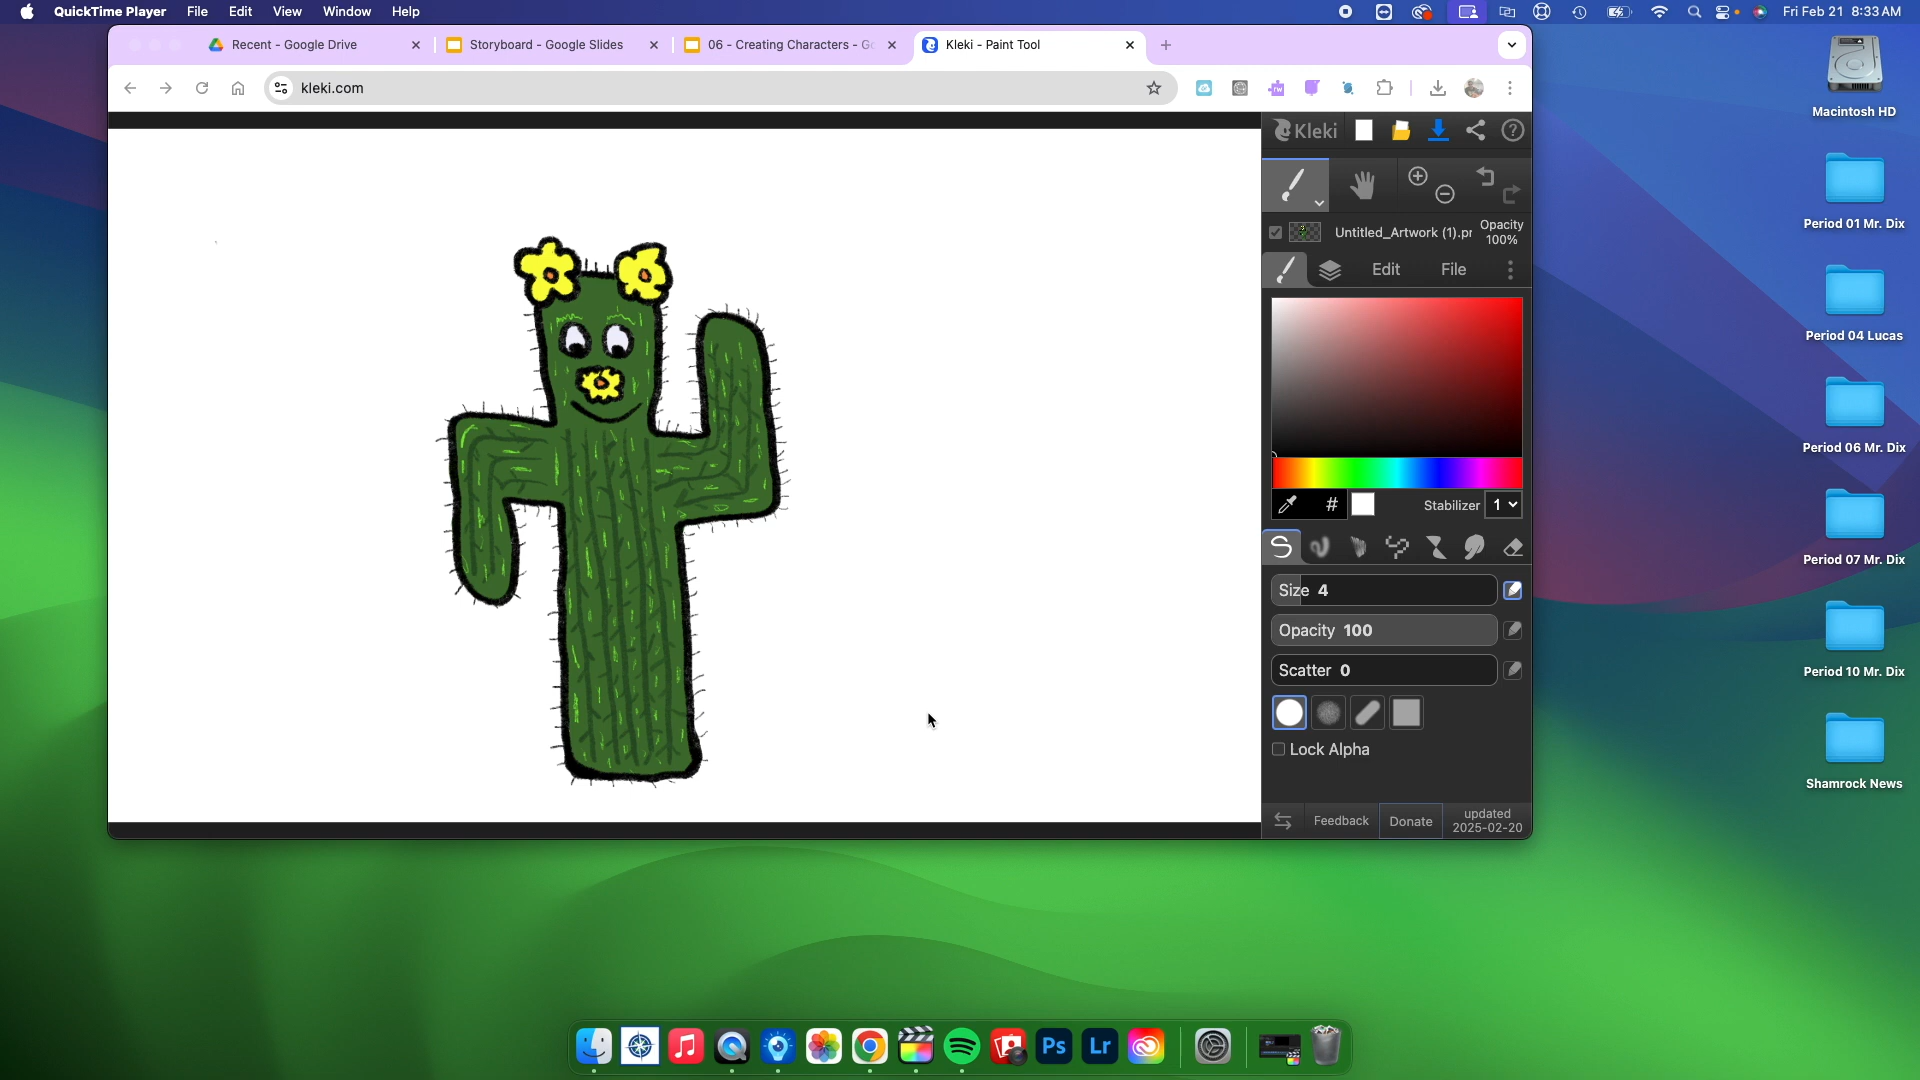 QuickTime Player File Edit View Window Help Fri Feb 21 8:33 AM
Recent - Google Drive Storyboard - Google Slides 06 - Creating Characters - Go Kleki - Paint Tool
kleki.com
Kleki
Untitled_Artwork (1).pr Opacity
100%
Edit File
# Stabilizer 1
Size 4
Opacity 100
Scatter 0
Lock Alpha
Feedback Donate updated
2025-02-20
Macintosh HD
Period 01 Mr. Dix
Period 04 Lucas
Period 06 Mr. Dix
Period 07 Mr. Dix
Period 10 Mr. Dix
Shamrock News
Ps Lr